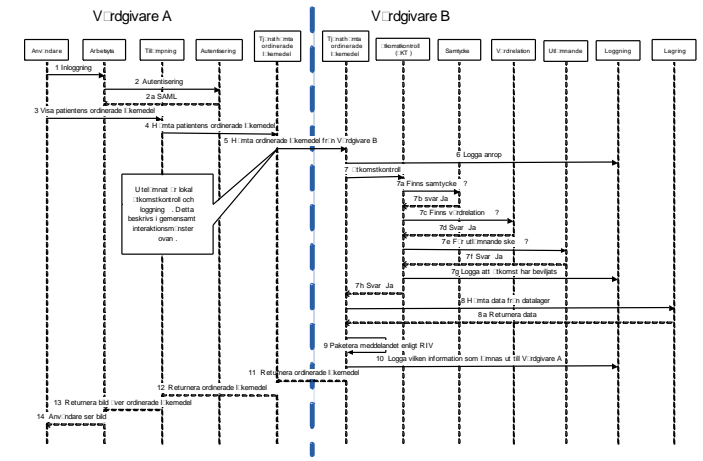 V□rdgivare A
V□rdgivare B
Anv□ndare
Arbetsyta
Till□mpning
Autentisering
Tj□nst h□mta
ordinerade
l□kemedel
Tj□nst h□mta
ordinerade
l□kemedel
□tkomstkontroll
(□KT)
Samtycke
V□rdrelation
Utl□mnande
Loggning
Lagring
1 Inloggning
2 Autentisering
2a SAML
3 Visa patientens ordinerade l□kemedel
4 H□mta patientens ordinerade l□kemedel
5 H□mta ordinerade l□kemedel fr□n V□rdgivare B
6 Logga anrop
7 □tkomstkontroll
7a Finns samtycke ?
7b svar Ja
7c Finns v□rdrelation ?
7d Svar Ja
7e F□r utl□mnande ske ?
7f Svar Ja
7g Logga att □tkomst har beviljats
7h Svar Ja
Utel□mnat □r lokal
□tkomstkontroll och
loggning . Detta
beskrivs i gemensamt
interaktionsm□nster
ovan .
8 H□mta data fr□n datalager
8a Returnera data
9 Paketera meddelandet enligt RIV
10 Logga vilken information som l□mnas ut till V□rdgivare A
11 Returnera ordinerade l□kemedel
12 Returnera ordinerade l□kemedel
13 Returnera bild □ver ordinerade l□kemedel
14 Anv□ndare ser bild